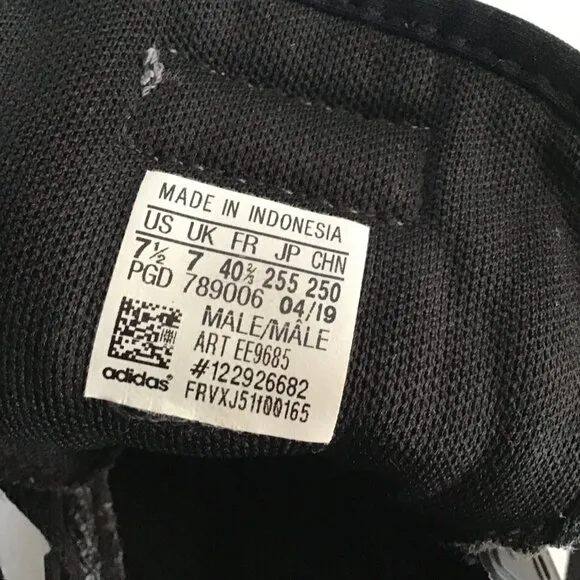 MADE IN INDONESIA
US UK FR JP CHN
7½ 7 40⅔ 255 250
PGD 789006 04/19
MALE/MÂLE
ART EE9685
#122926682
FRVXJ51100165
adidas